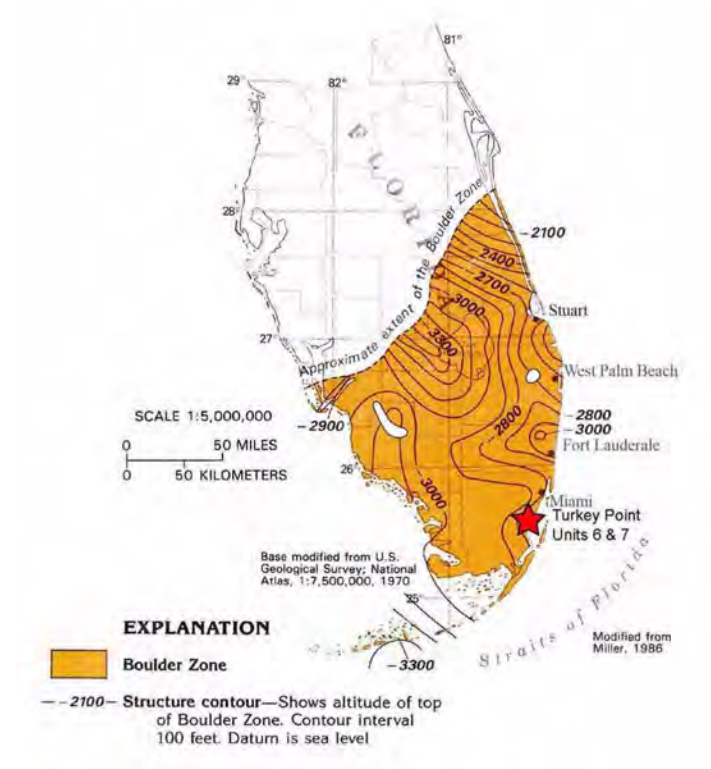 81°
29°
82°
FLORIDA
28°
Approximate extent of the Boulder Zone
-2100
-2400
-2700
-3000
-3300
Stuart
27°
West Palm Beach
SCALE 1:5,000,000
-2900
-2800
-2800
-3000
0 50 MILES
Fort Lauderale
0 50 KILOMETERS
26°
-3000
Miami
Turkey Point
Units 6 & 7
Base modified from U.S.
Geological Survey; National
Atlas, 1:7,500,000, 1970
25°
Straits of Florida
EXPLANATION
Modified from
Miller, 1986
Boulder Zone
-3300
— –2100– Structure contour—Shows altitude of top
of Boulder Zone. Contour interval
100 feet. Datum is sea level